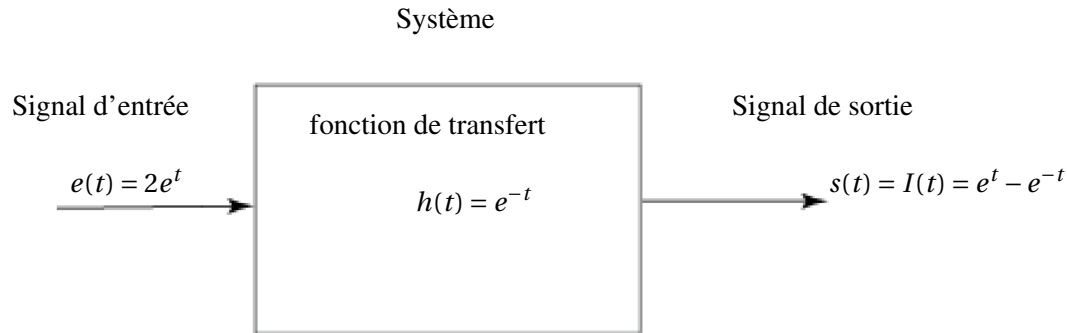 Système
Signal d'entrée
fonction de transfert
Signal de sortie
e(t) = 2e^t
h(t) = e^{-t}
s(t) = I(t) = e^t − e^{-t}